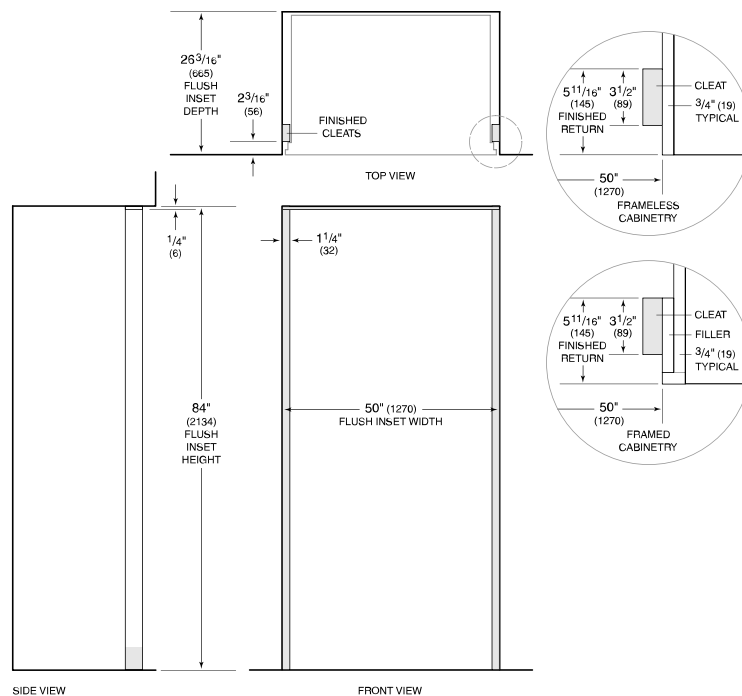 26 3/16"
(665)
FLUSH
INSET
DEPTH
2 3/16"
(56)
FINISHED
CLEATS
TOP VIEW
5 11/16"
(145)
FINISHED
RETURN
3 1/2"
(89)
CLEAT
3/4" (19)
TYPICAL
50"
(1270)
FRAMELESS
CABINETRY
1/4"
(6)
1 1/4"
(32)
84"
(2134)
FLUSH
INSET
HEIGHT
50" (1270)
FLUSH INSET WIDTH
5 11/16"
(145)
FINISHED
RETURN
3 1/2"
(89)
CLEAT
FILLER
3/4" (19)
TYPICAL
50"
(1270)
FRAMED
CABINETRY
SIDE VIEW
FRONT VIEW